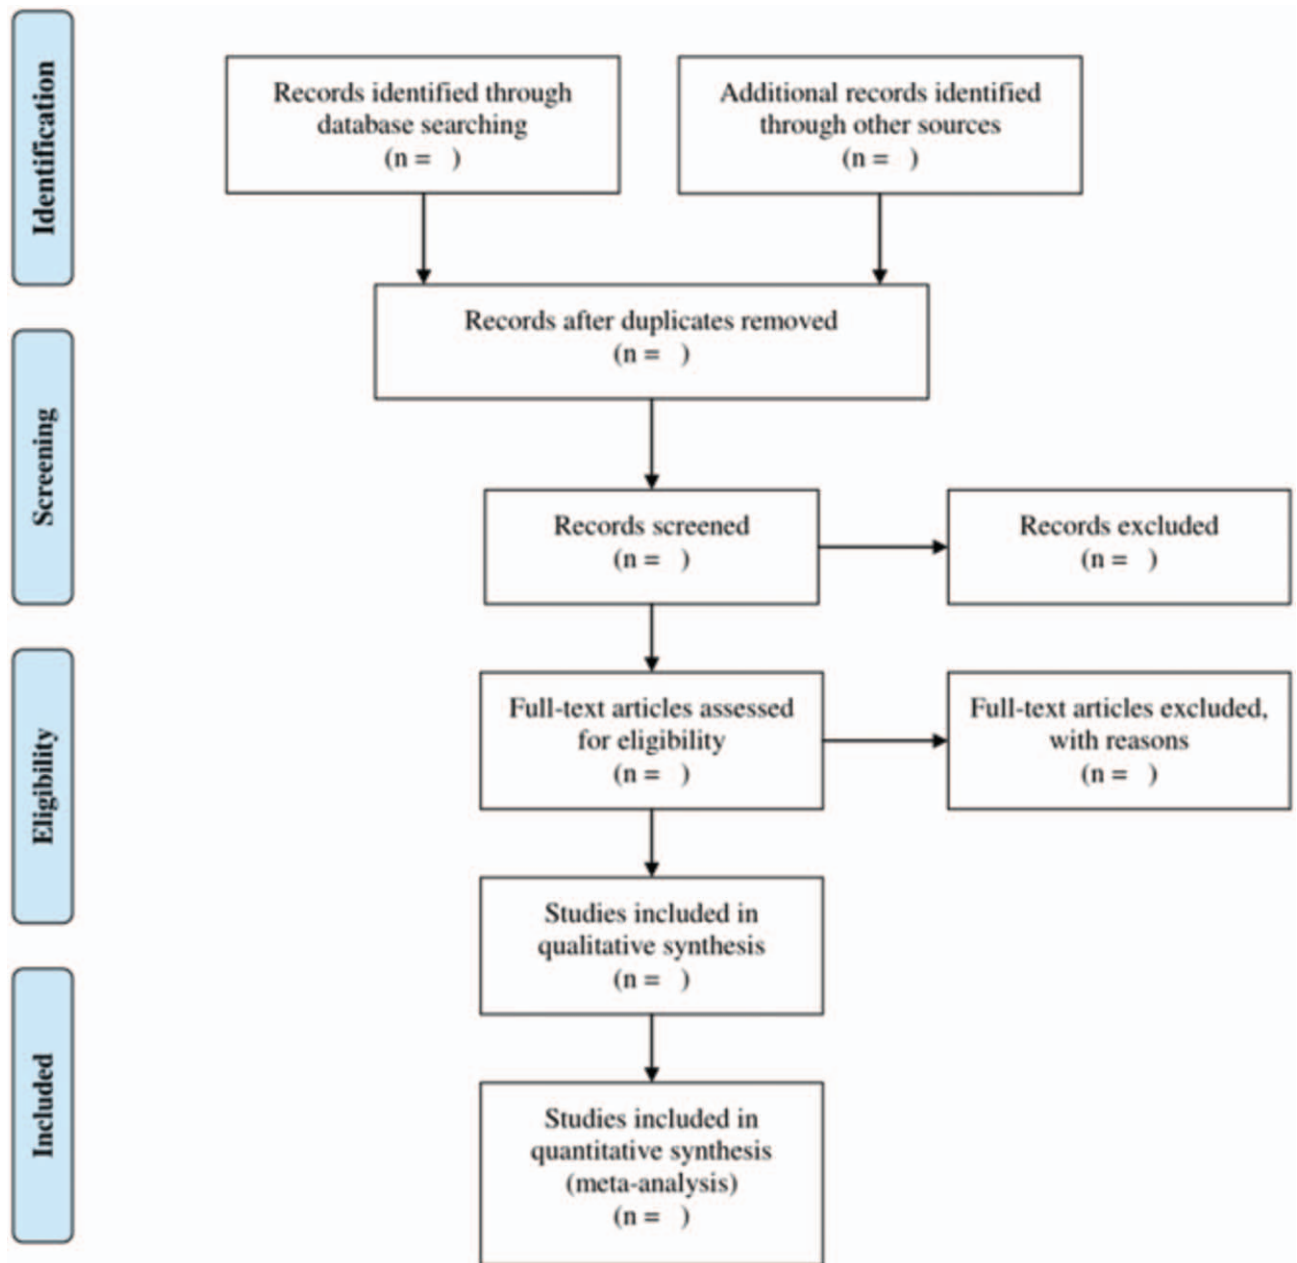 Identification
Records identified through
database searching
(n =   )
Additional records identified
through other sources
(n =   )
Records after duplicates removed
(n =   )
Screening
Records screened
(n =   )
Records excluded
(n =   )
Eligibility
Full-text articles assessed
for eligibility
(n =   )
Full-text articles excluded,
with reasons
(n =   )
Studies included in
qualitative synthesis
(n =   )
Included
Studies included in
quantitative synthesis
(meta-analysis)
(n =   )